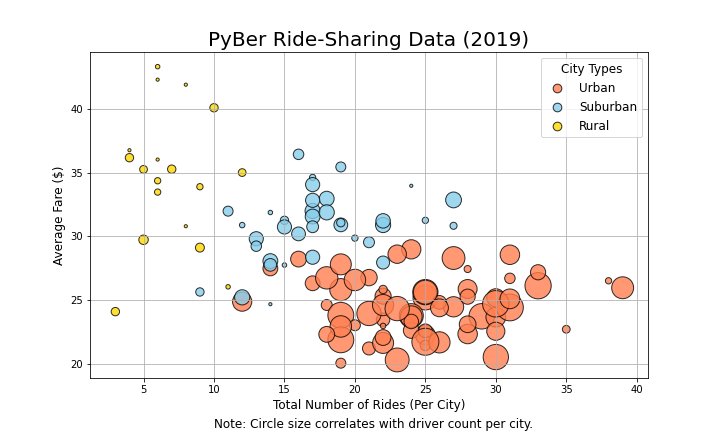 PyBer Ride-Sharing Data (2019)
City Types
Urban
Suburban
Rural
Average Fare ($)
40
35
30
25
20
5 10 15 20 25 30 35 40
Total Number of Rides (Per City)
Note: Circle size correlates with driver count per city.